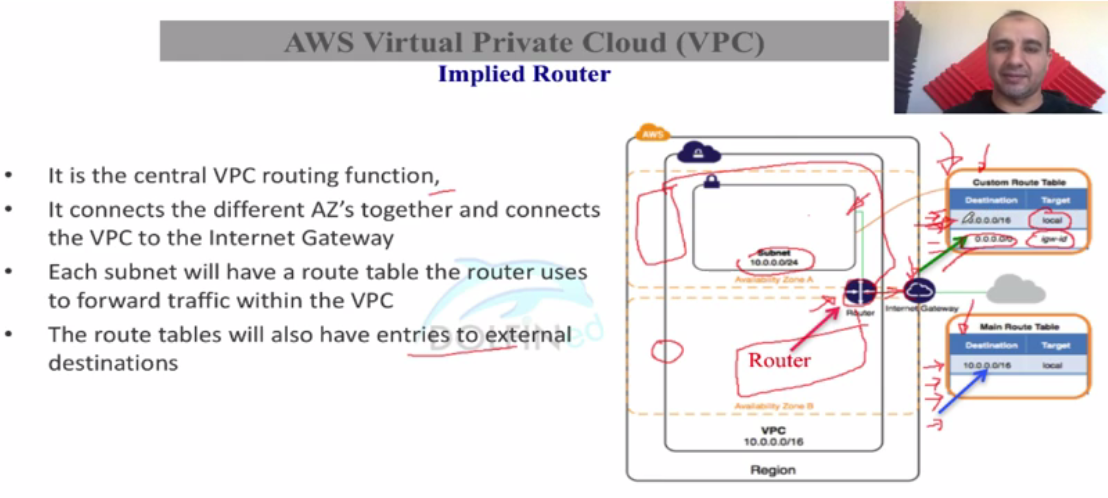 AWS Virtual Private Cloud (VPC)
Implied Router
• It is the central VPC routing function,
• It connects the different AZ's together and connects
the VPC to the Internet Gateway
• Each subnet will have a route table the router uses
to forward traffic within the VPC
• The route tables will also have entries to external
destinations
DOLFINed
AWS
Subnet
10.0.0.0/24
Availability Zone A
Router
Internet Gateway
Router
Availability Zone B
VPC
10.0.0.0/16
Region
Custom Route Table
Destination Target
10.0.0.0/16 local
0.0.0.0/0 igw-id
Main Route Table
Destination Target
10.0.0.0/16 local